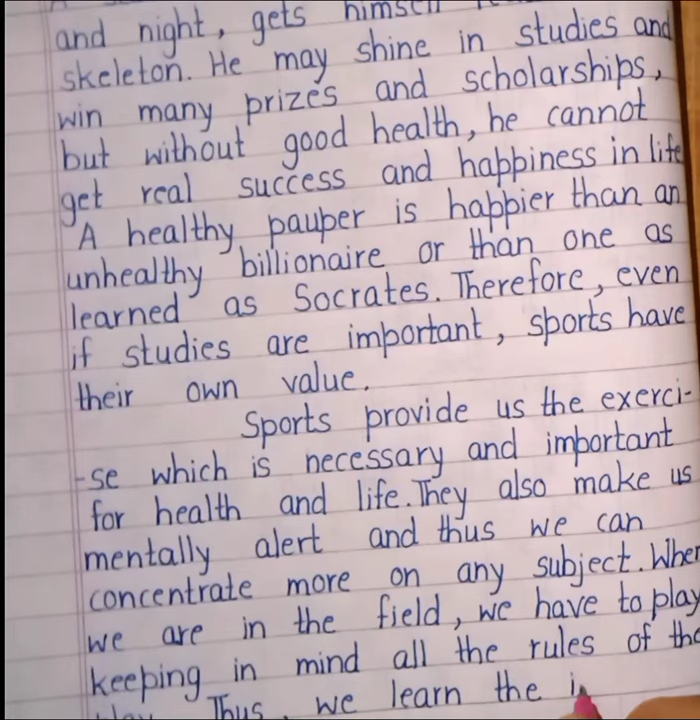 and night, gets himself
skeleton. He may shine in studies and
win many prizes and scholarships,
but without good health, he cannot
get real success and happiness in life
A healthy pauper is happier than an
unhealthy billionaire or than one as
learned as Socrates. Therefore, even
if studies are important, sports have
their own value.
Sports provide us the exerci-
-se which is necessary and important
for health and life. They also make us
mentally alert and thus we can
concentrate more on any subject. When
we are in the field, we have to play
keeping in mind all the rules of the
Thus, we learn the